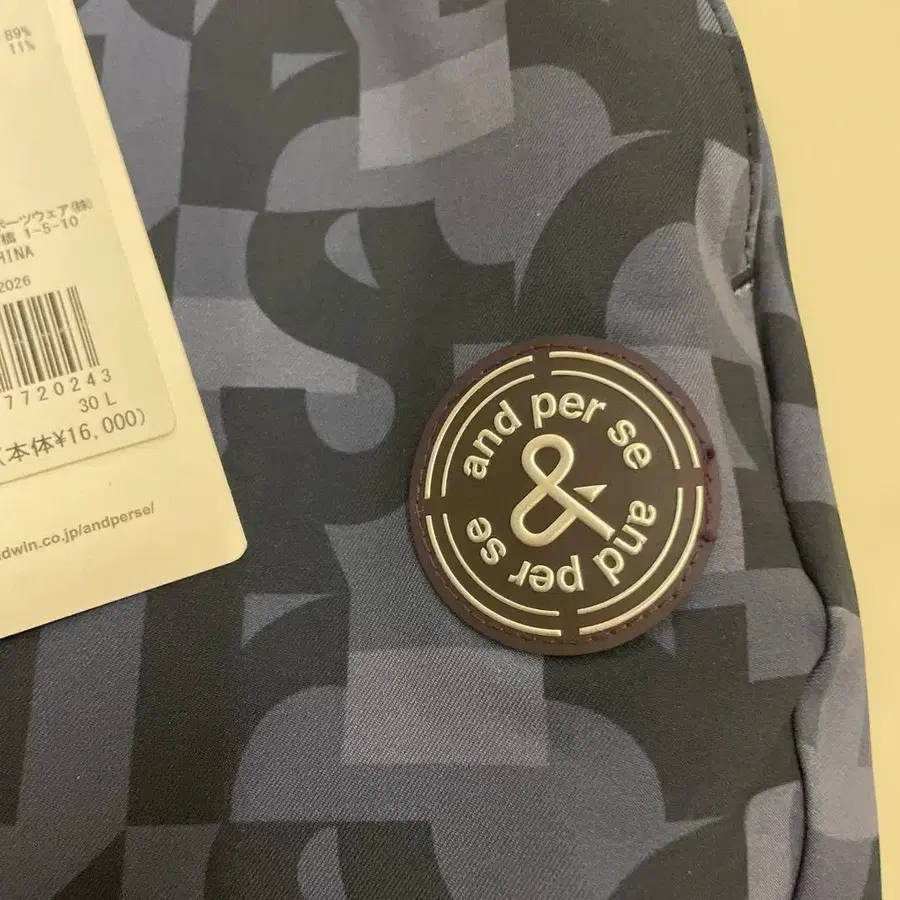 89%
11%
ポーツウェア(株)
橋 1-5-10
HINA
2026
7720243
30 L
(本体¥16,000)
dwin.co.jp/andperse/
and per se
&
and per se